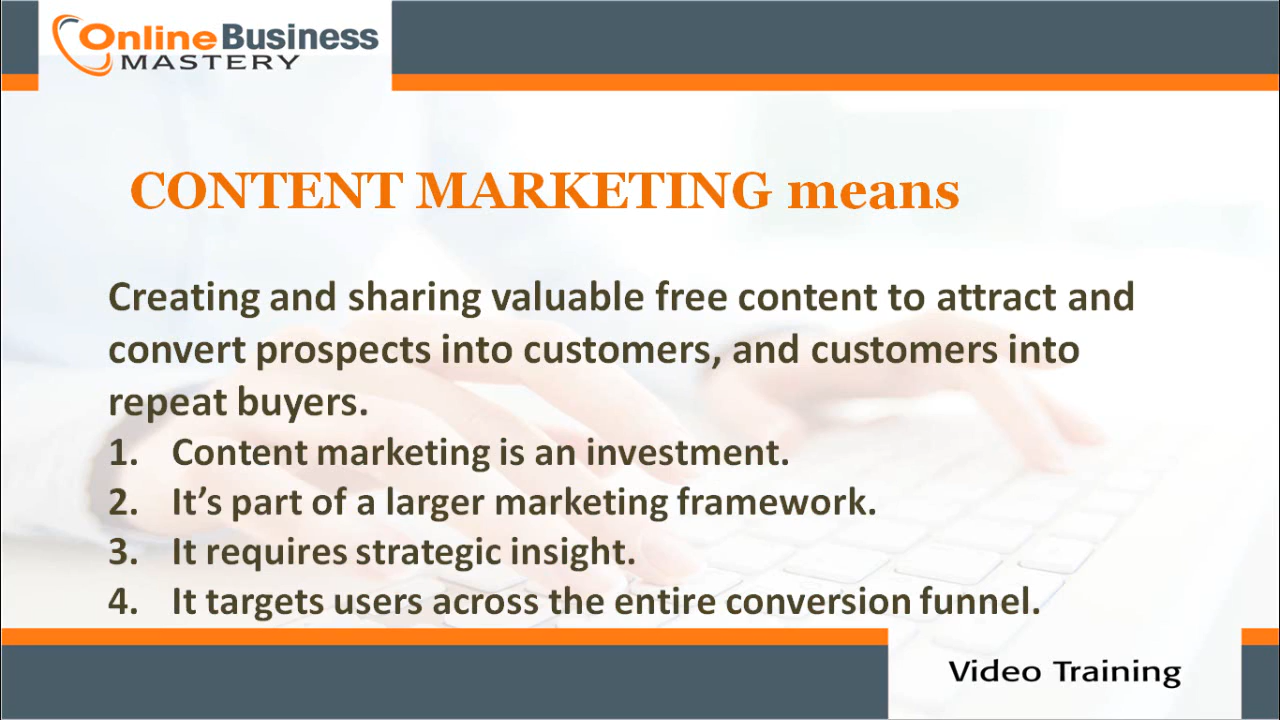 Online Business
MASTERY
CONTENT MARKETING means
Creating and sharing valuable free content to attract and
convert prospects into customers, and customers into
repeat buyers.
1. Content marketing is an investment.
2. It’s part of a larger marketing framework.
3. It requires strategic insight.
4. It targets users across the entire conversion funnel.
Video Training